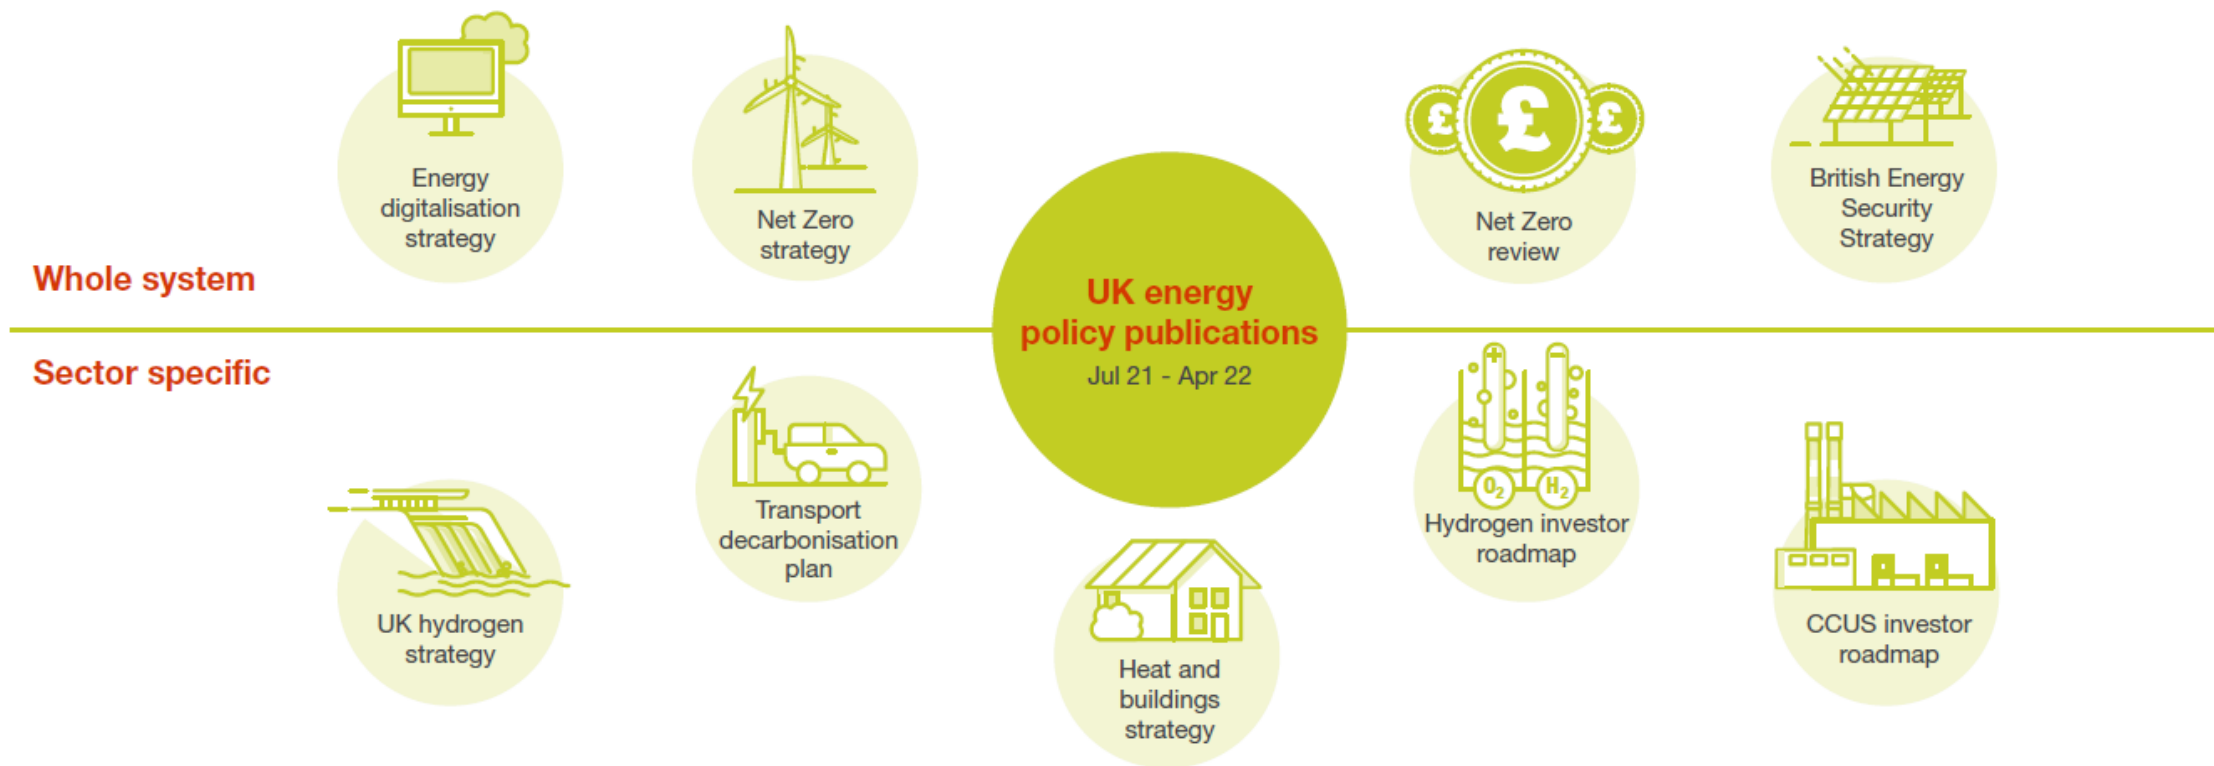 Energy
digitalisation
strategy
Net Zero
strategy
£
£
£
Net Zero
review
British Energy
Security
Strategy
Whole system
UK energy
policy publications
Jul 21 - Apr 22
Sector specific
UK hydrogen
strategy
Transport
decarbonisation
plan
Heat and
buildings
strategy
+
−
O₂
H₂
Hydrogen investor
roadmap
CCUS investor
roadmap